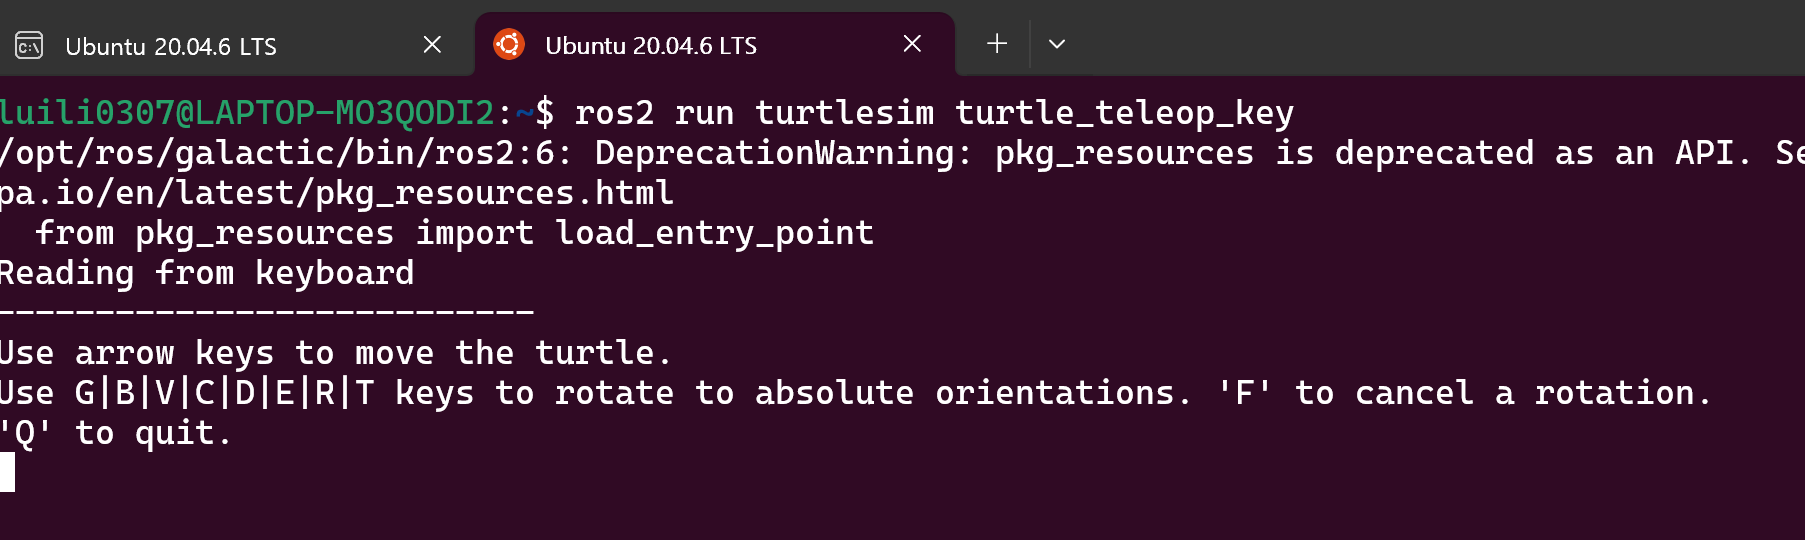 Ubuntu 20.04.6 LTS
Ubuntu 20.04.6 LTS
luili0307@LAPTOP-MO3QODI2:~$ ros2 run turtlesim turtle_teleop_key
/opt/ros/galactic/bin/ros2:6: DeprecationWarning: pkg_resources is deprecated as an API. Se
pa.io/en/latest/pkg_resources.html
  from pkg_resources import load_entry_point
Reading from keyboard
---------------------------
Use arrow keys to move the turtle.
Use G|B|V|C|D|E|R|T keys to rotate to absolute orientations. 'F' to cancel a rotation.
'Q' to quit.